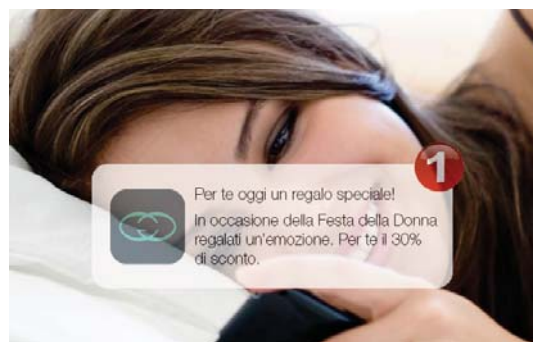 1
Per te oggi un regalo speciale!
In occasione della Festa della Donna
regalati un'emozione. Per te il 30%
di sconto.